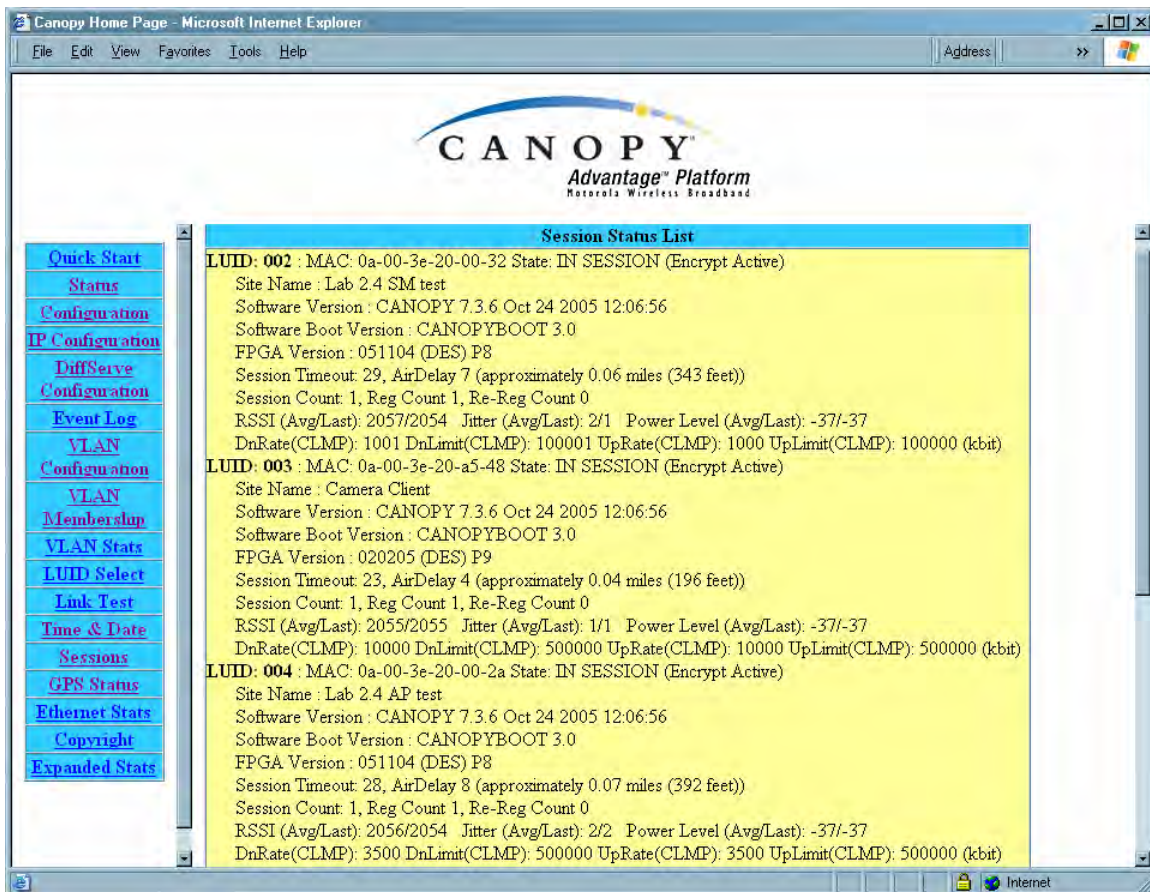 Canopy Home Page - Microsoft Internet Explorer
File Edit View Favorites Tools Help
Address
>>
CANOPY™
Advantage™ Platform
Motorola Wireless Broadband
Quick Start
Status
Configuration
IP Configuration
DiffServe
Configuration
Event Log
VLAN
Configuration
VLAN
Membership
VLAN Stats
LUID Select
Link Test
Time & Date
Sessions
GPS Status
Ethernet Stats
Copyright
Expanded Stats
Session Status List
LUID: 002 : MAC: 0a-00-3e-20-00-32 State: IN SESSION (Encrypt Active)
Site Name : Lab 2.4 SM test
Software Version : CANOPY 7.3.6 Oct 24 2005 12:06:56
Software Boot Version : CANOPYBOOT 3.0
FPGA Version : 051104 (DES) P8
Session Timeout: 29, AirDelay 7 (approximately 0.06 miles (343 feet))
Session Count: 1, Reg Count 1, Re-Reg Count 0
RSSI (Avg/Last): 2057/2054 Jitter (Avg/Last): 2/1 Power Level (Avg/Last): -37/-37
DnRate(CLMP): 1001 DnLimit(CLMP): 100001 UpRate(CLMP): 1000 UpLimit(CLMP): 100000 (kbit)
LUID: 003 : MAC: 0a-00-3e-20-a5-48 State: IN SESSION (Encrypt Active)
Site Name : Camera Client
Software Version : CANOPY 7.3.6 Oct 24 2005 12:06:56
Software Boot Version : CANOPYBOOT 3.0
FPGA Version : 020205 (DES) P9
Session Timeout: 23, AirDelay 4 (approximately 0.04 miles (196 feet))
Session Count: 1, Reg Count 1, Re-Reg Count 0
RSSI (Avg/Last): 2055/2055 Jitter (Avg/Last): 1/1 Power Level (Avg/Last): -37/-37
DnRate(CLMP): 10000 DnLimit(CLMP): 500000 UpRate(CLMP): 10000 UpLimit(CLMP): 500000 (kbit)
LUID: 004 : MAC: 0a-00-3e-20-00-2a State: IN SESSION (Encrypt Active)
Site Name : Lab 2.4 AP test
Software Version : CANOPY 7.3.6 Oct 24 2005 12:06:56
Software Boot Version : CANOPYBOOT 3.0
FPGA Version : 051104 (DES) P8
Session Timeout: 28, AirDelay 8 (approximately 0.07 miles (392 feet))
Session Count: 1, Reg Count 1, Re-Reg Count 0
RSSI (Avg/Last): 2056/2054 Jitter (Avg/Last): 2/2 Power Level (Avg/Last): -37/-37
DnRate(CLMP): 3500 DnLimit(CLMP): 500000 UpRate(CLMP): 3500 UpLimit(CLMP): 500000 (kbit)
Internet